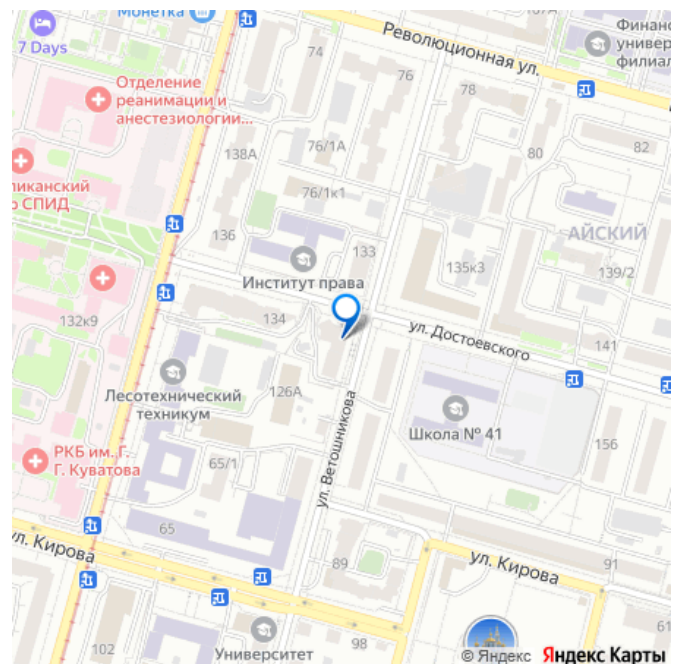 Монетка
7 Days
74
Революционная ул.
Финанс
универ
филиал
76
78
Отделение
реанимации и
анестезиологии...
138А
76/1А
80
82
пиканский
р СПИД
76/1к1
136
133
АЙСКИЙ
Институт права
135к3
139/2
132к9
134
ул. Достоевского
141
Лесотехнический
техникум
126А
ул. Ветошникова
Школа № 41
156
РКБ им. Г.
Г. Куватова
65/1
65
ул. Кирова
89
ул. Кирова
91
61
102
Университет
98
© Яндекс Яндекс Карты